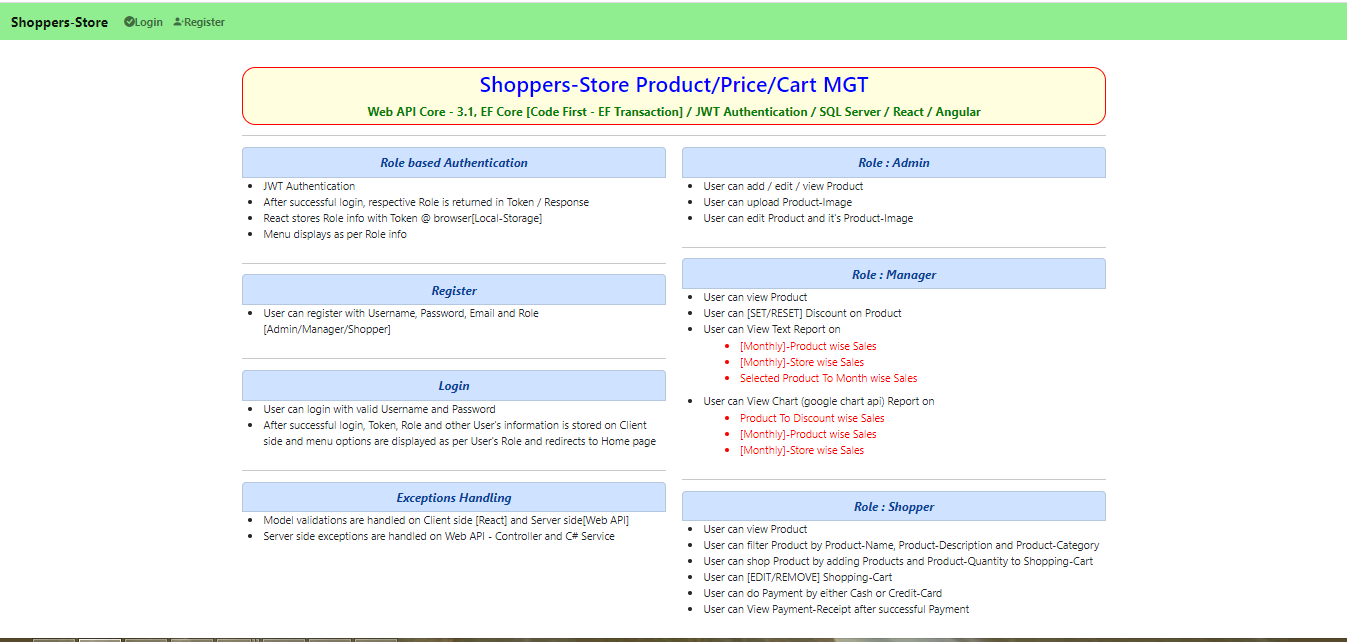 Shoppers-Store Login Register
Shoppers-Store Product/Price/Cart MGT
Web API Core - 3.1, EF Core [Code First - EF Transaction] / JWT Authentication / SQL Server / React / Angular
Role based Authentication
JWT Authentication
After successful login, respective Role is returned in Token / Response
React stores Role info with Token @ browser[Local-Storage]
Menu displays as per Role info
Register
User can register with Username, Password, Email and Role
[Admin/Manager/Shopper]
Login
User can login with valid Username and Password
After successful login, Token, Role and other User's information is stored on Client
side and menu options are displayed as per User's Role and redirects to Home page
Exceptions Handling
Model validations are handled on Client side [React] and Server side[Web API]
Server side exceptions are handled on Web API - Controller and C# Service
Role : Admin
User can add / edit / view Product
User can upload Product-Image
User can edit Product and it's Product-Image
Role : Manager
User can view Product
User can [SET/RESET] Discount on Product
User can View Text Report on
[Monthly]-Product wise Sales
[Monthly]-Store wise Sales
Selected Product To Month wise Sales
User can View Chart (google chart api) Report on
Product To Discount wise Sales
[Monthly]-Product wise Sales
[Monthly]-Store wise Sales
Role : Shopper
User can view Product
User can filter Product by Product-Name, Product-Description and Product-Category
User can shop Product by adding Products and Product-Quantity to Shopping-Cart
User can [EDIT/REMOVE] Shopping-Cart
User can do Payment by either Cash or Credit-Card
User can View Payment-Receipt after successful Payment